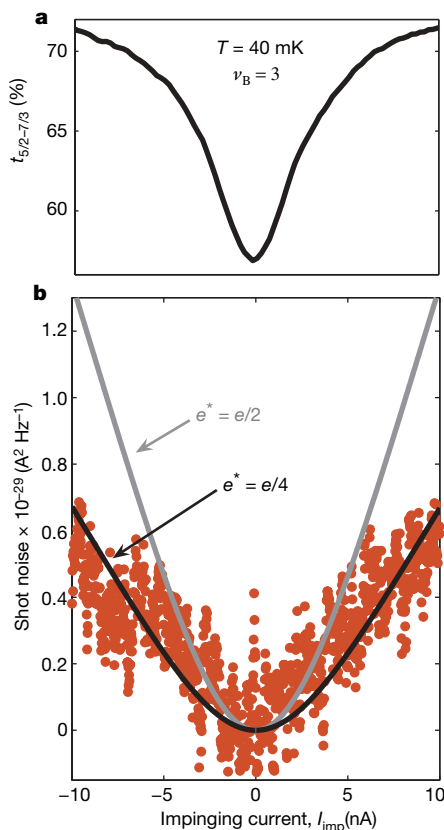 a
70
65
60
t5/2–7/3 (%)
T = 40 mK
νB = 3
b
1.2
1.0
0.8
0.6
0.4
0.2
0
Shot noise × 10⁻²⁹ (A² Hz⁻¹)
e* = e/2
e* = e/4
−10 −5 0 5 10
Impinging current, Iimp(nA)